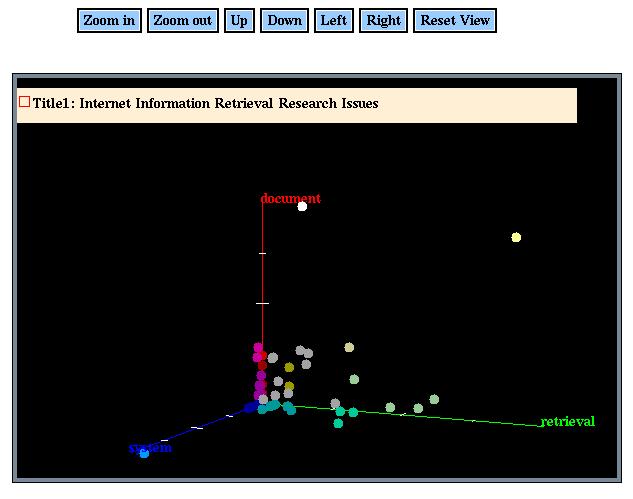 Zoom in Zoom out Up Down Left Right Reset View
Title1: Internet Information Retrieval Research Issues
document
retrieval
system